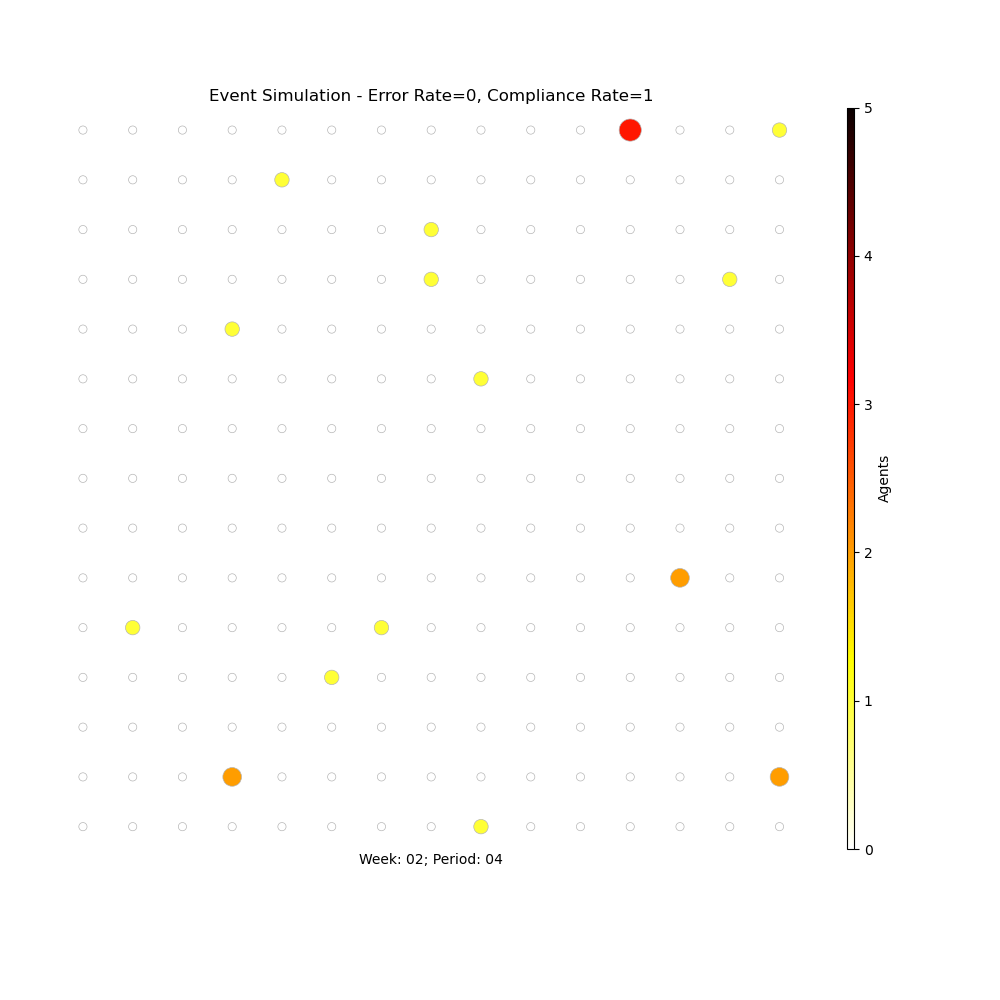 Event Simulation - Error Rate=0, Compliance Rate=1
5
4
3
2
1
0
Agents
Week: 02; Period: 04